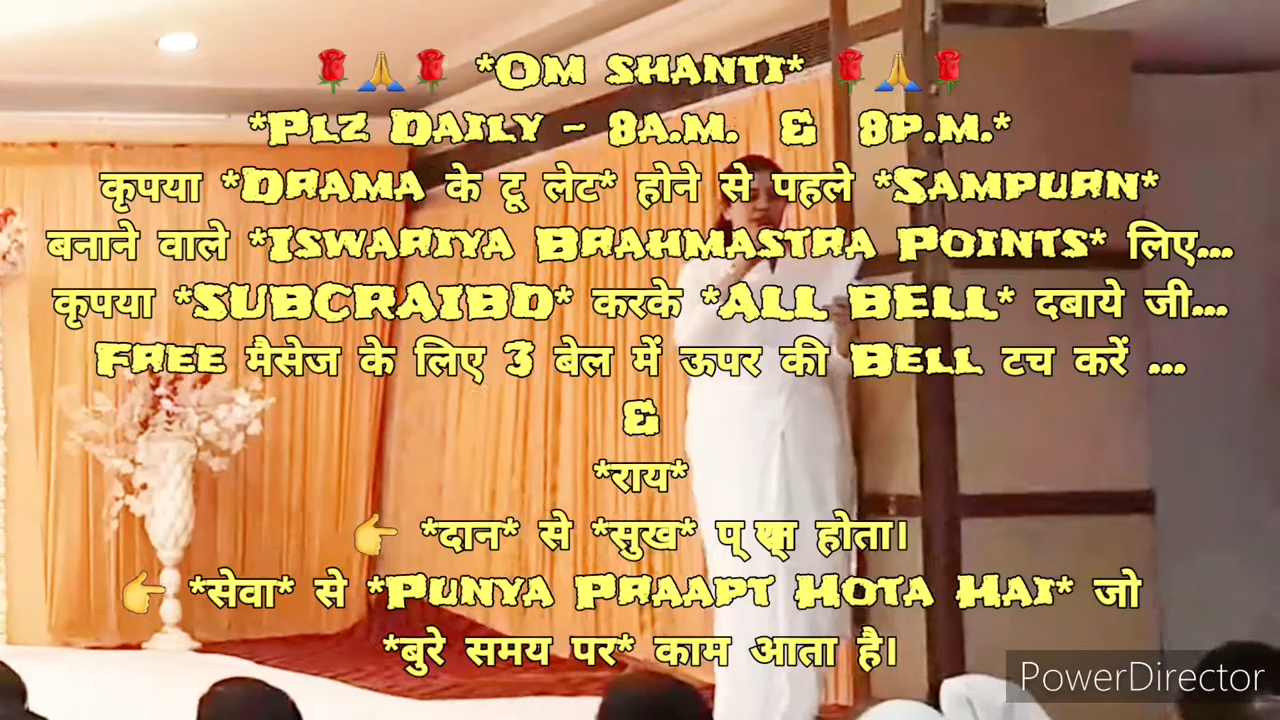 🌹🙏🌹 *Om shanti* 🌹🙏🌹
*Plz Daily - 8a.m. & 8p.m.*
कृपया *Drama के टू लेट* होने से पहले *Sampurn*
बनाने वाले *Iswariya Brahmastra Points* लिए...
कृपया *SUBCRAIBD* करके *ALL BELL* दबाये जी...
Free मैसेज के लिए 3 बेल में ऊपर की Bell टच करें ...
&
*राय*
👉 *दान* से *सुख* होता।
👉 *सेवा* से *Punya Praapt Hota Hai* जो
*बुरे समय पर* काम आता है।
PowerDirector